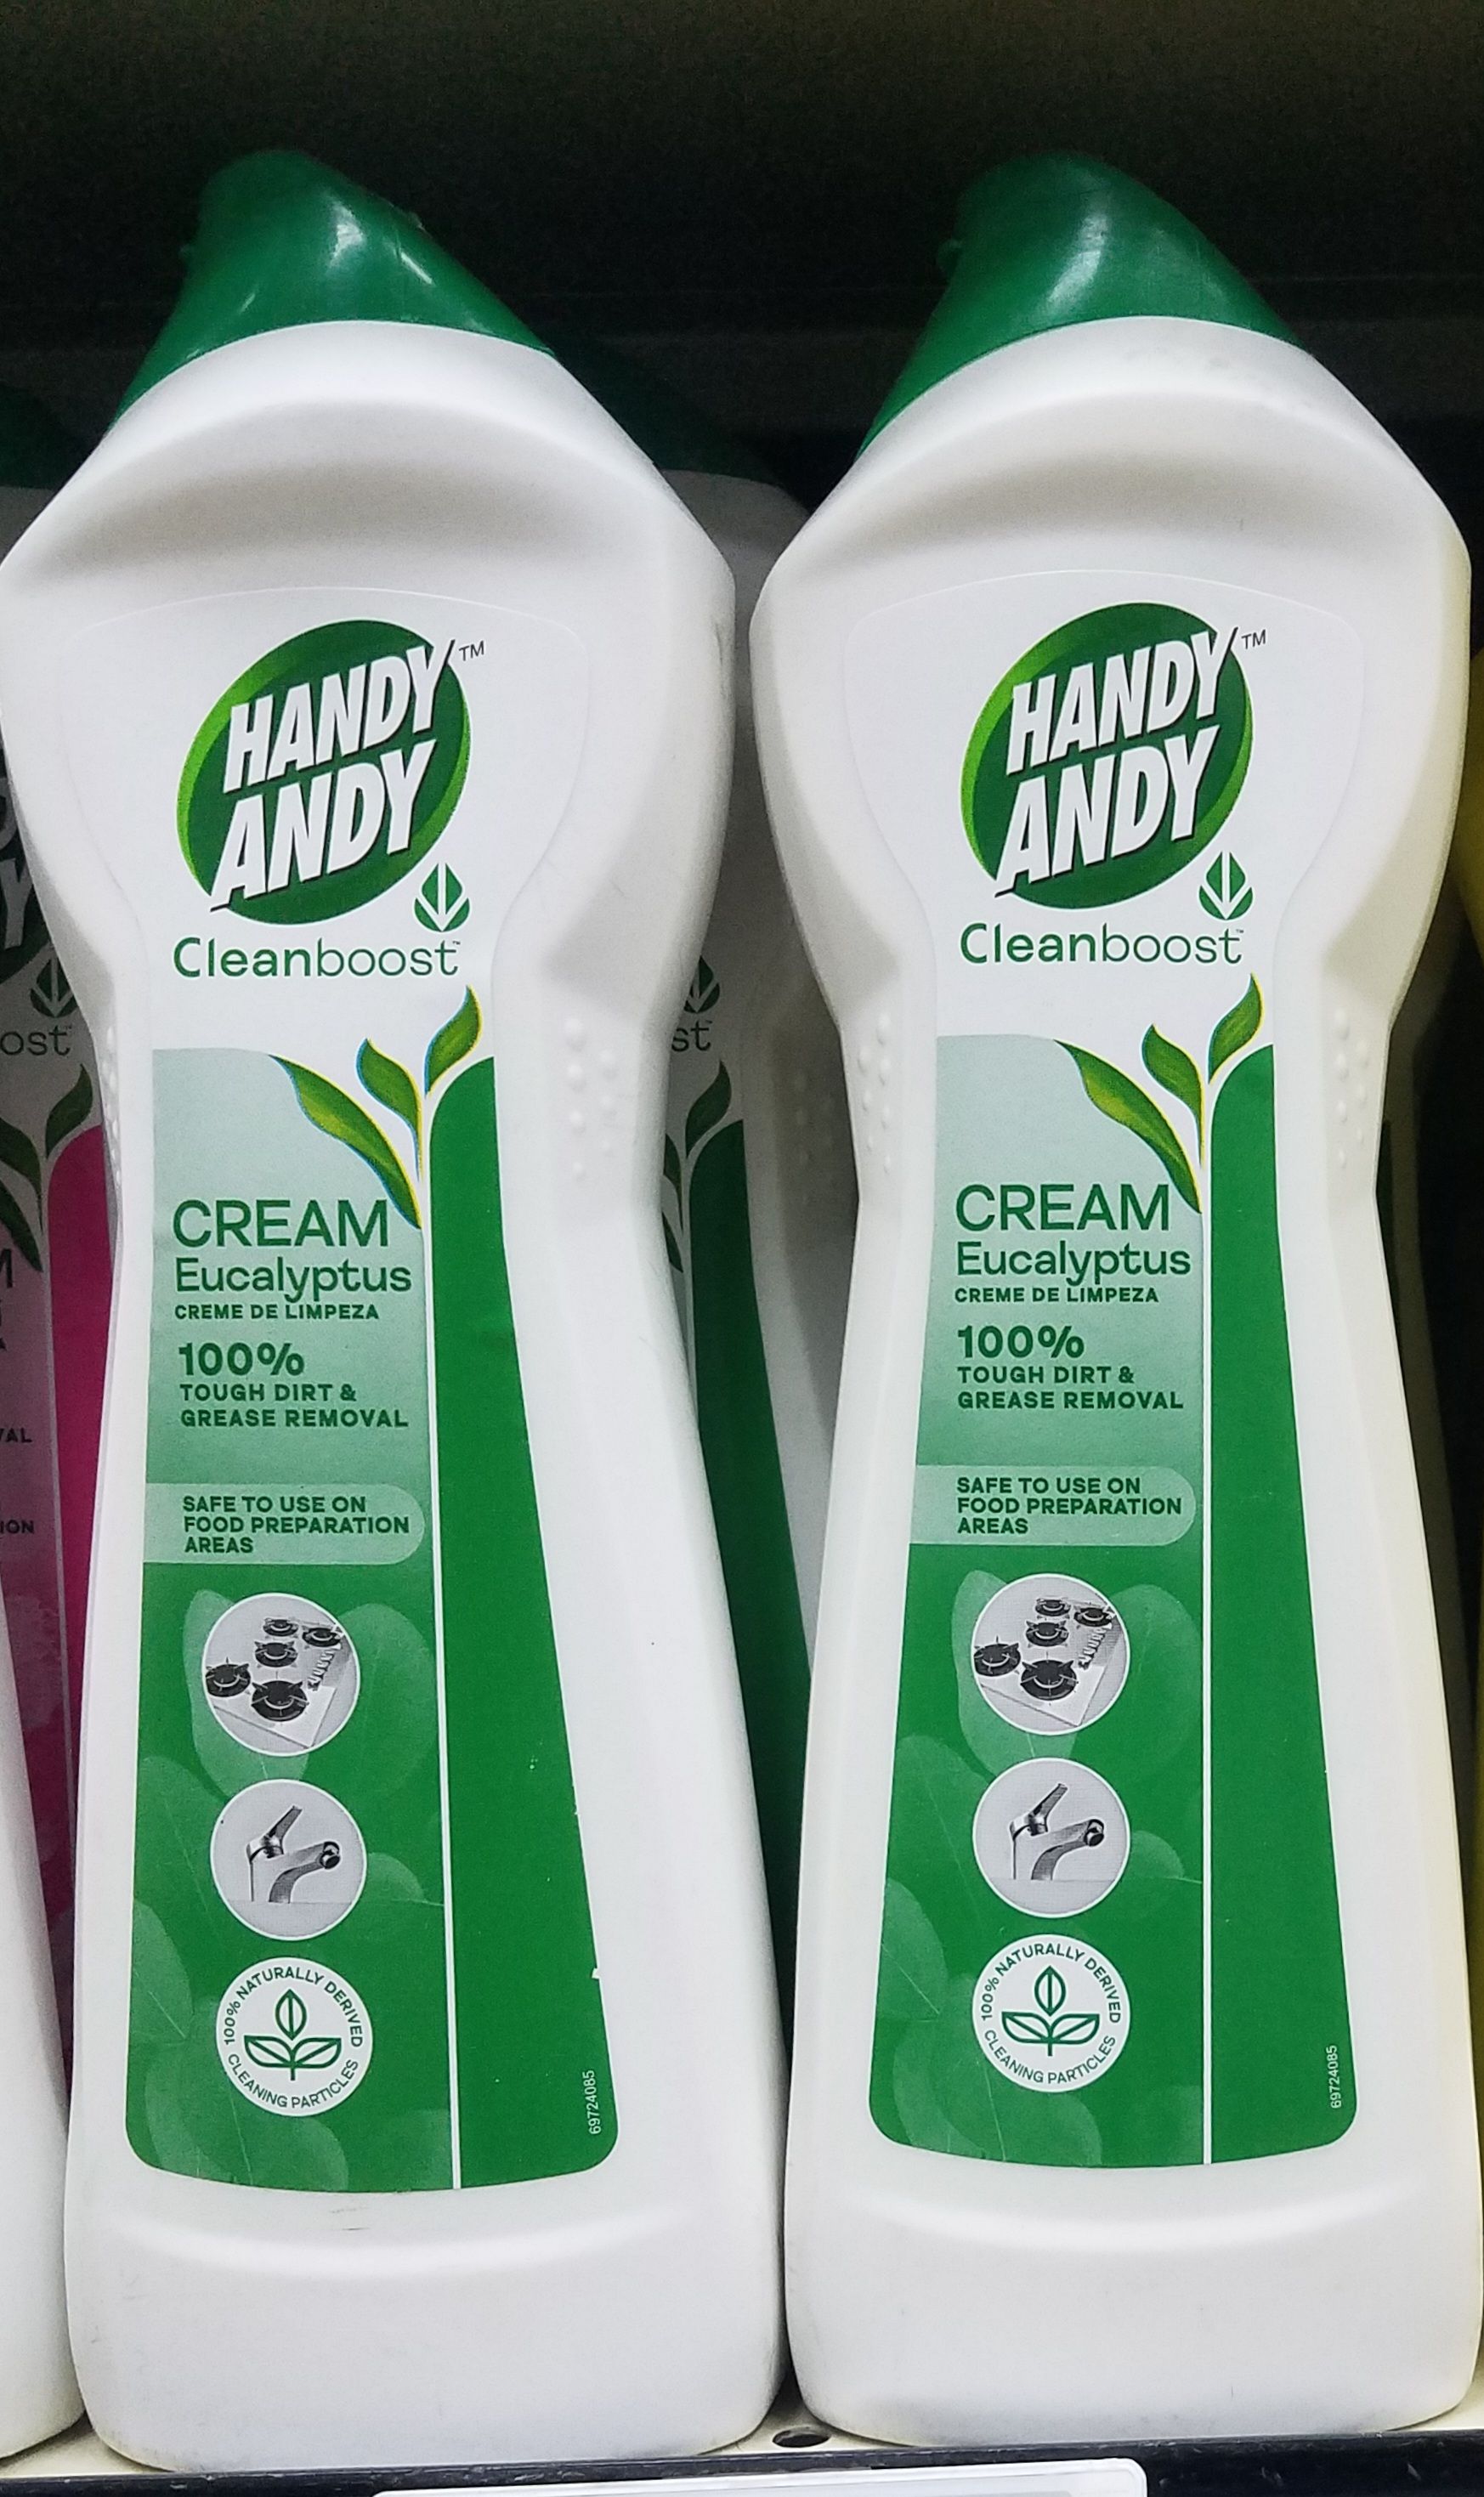 HANDY
ANDY
TM
Cleanboost™
CREAM
Eucalyptus
CREME DE LIMPEZA
100%
TOUGH DIRT &
GREASE REMOVAL
SAFE TO USE ON
FOOD PREPARATION
AREAS
100% NATURALLY DERIVED
CLEANING PARTICLES
69724085
HANDY
ANDY
TM
Cleanboost™
CREAM
Eucalyptus
CREME DE LIMPEZA
100%
TOUGH DIRT &
GREASE REMOVAL
SAFE TO USE ON
FOOD PREPARATION
AREAS
100% NATURALLY DERIVED
CLEANING PARTICLES
69724085